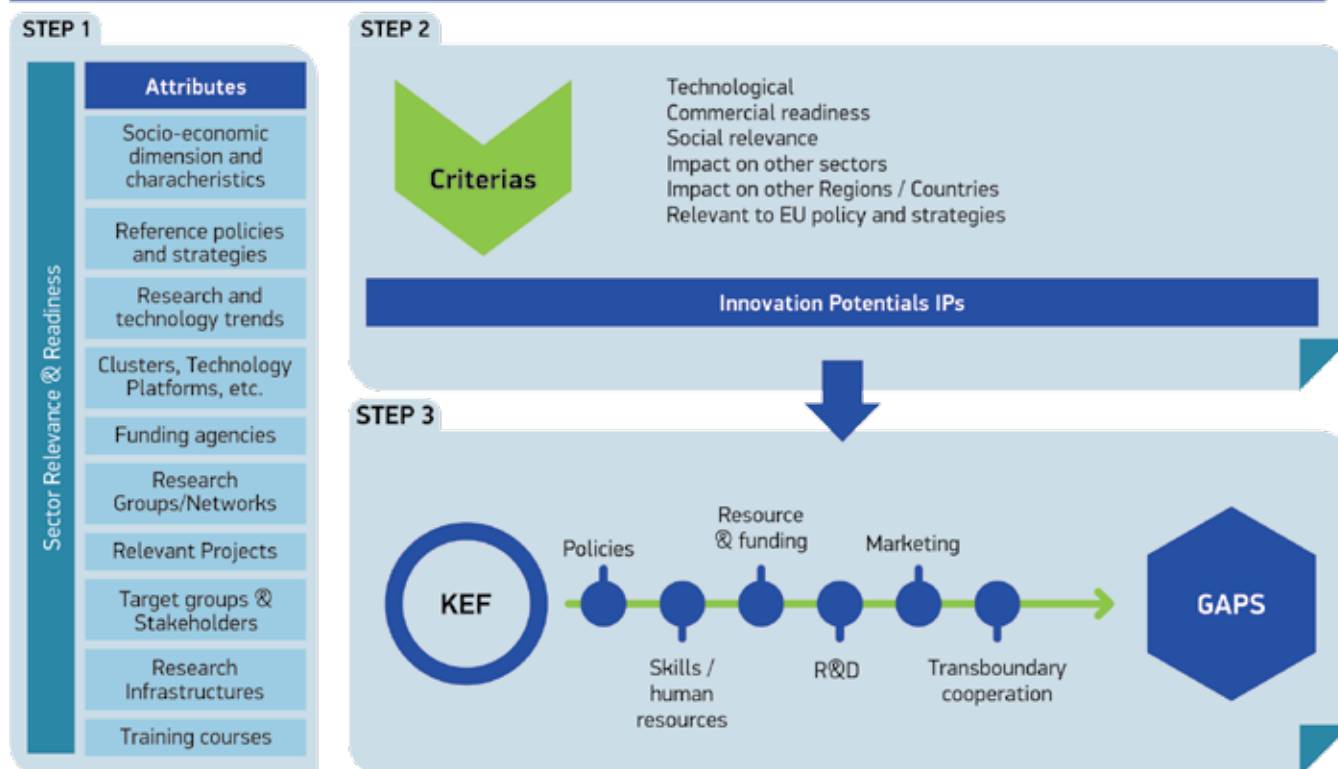 STEP 1
Sector Relevance & Readiness
Attributes
Socio-economic
dimension and
characheristics
Reference policies
and strategies
Research and
technology trends
Clusters, Technology
Platforms, etc.
Funding agencies
Research
Groups/Networks
Relevant Projects
Target groups &
Stakeholders
Research
Infrastructures
Training courses
STEP 2
Criterias
Technological
Commercial readiness
Social relevance
Impact on other sectors
Impact on other Regions / Countries
Relevant to EU policy and strategies
Innovation Potentials IPs
STEP 3
KEF
Policies
Skills /
human
resources
Resource
& funding
R&D
Marketing
Transboundary
cooperation
GAPS